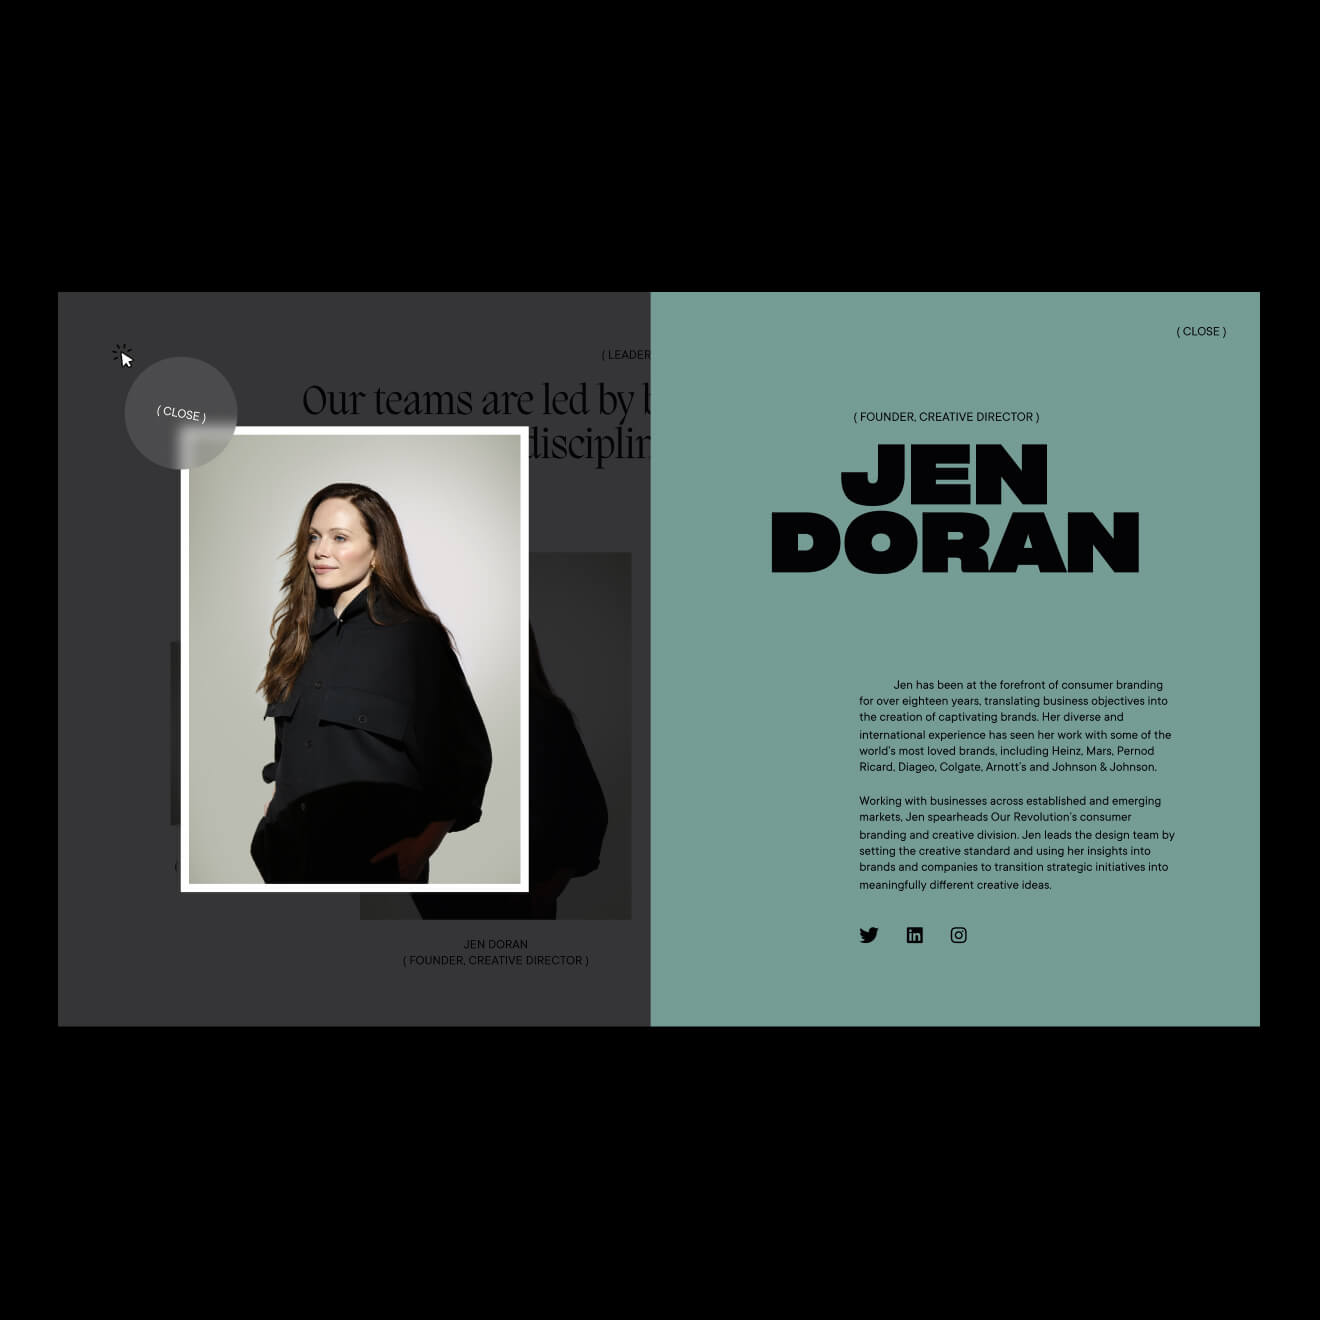 ( CLOSE )
Our teams are led by
JEN DORAN
( FOUNDER, CREATIVE DIRECTOR )
( CLOSE )
( FOUNDER, CREATIVE DIRECTOR )
JEN
DORAN
Jen has been at the forefront of consumer branding
for over eighteen years, translating business objectives into
the creation of captivating brands. Her diverse and
international experience has seen her work with some of the
world's most loved brands, including Heinz, Mars, Pernod
Ricard, Diageo, Colgate, Arnott's and Johnson & Johnson.
Working with businesses across established and emerging
markets, Jen spearheads Our Revolution's consumer
branding and creative division. Jen leads the design team by
setting the creative standard and using her insights into
brands and companies to transition strategic initiatives into
meaningfully different creative ideas.